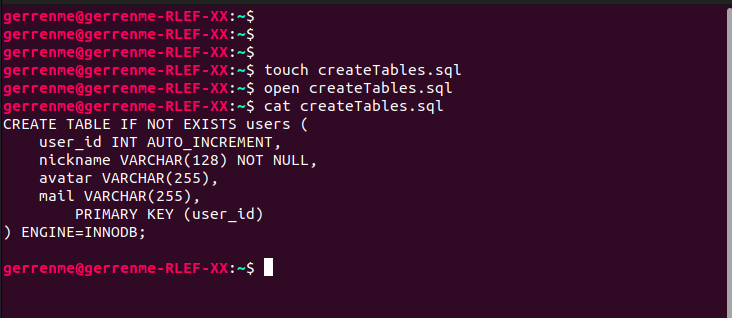 gerrenme@gerrenme-RLEF-XX:~$
gerrenme@gerrenme-RLEF-XX:~$
gerrenme@gerrenme-RLEF-XX:~$
gerrenme@gerrenme-RLEF-XX:~$ touch createTables.sql
gerrenme@gerrenme-RLEF-XX:~$ open createTables.sql
gerrenme@gerrenme-RLEF-XX:~$ cat createTables.sql
CREATE TABLE IF NOT EXISTS users (
    user_id INT AUTO_INCREMENT,
    nickname VARCHAR(128) NOT NULL,
    avatar VARCHAR(255),
    mail VARCHAR(255),
        PRIMARY KEY (user_id)
) ENGINE=INNODB;
gerrenme@gerrenme-RLEF-XX:~$